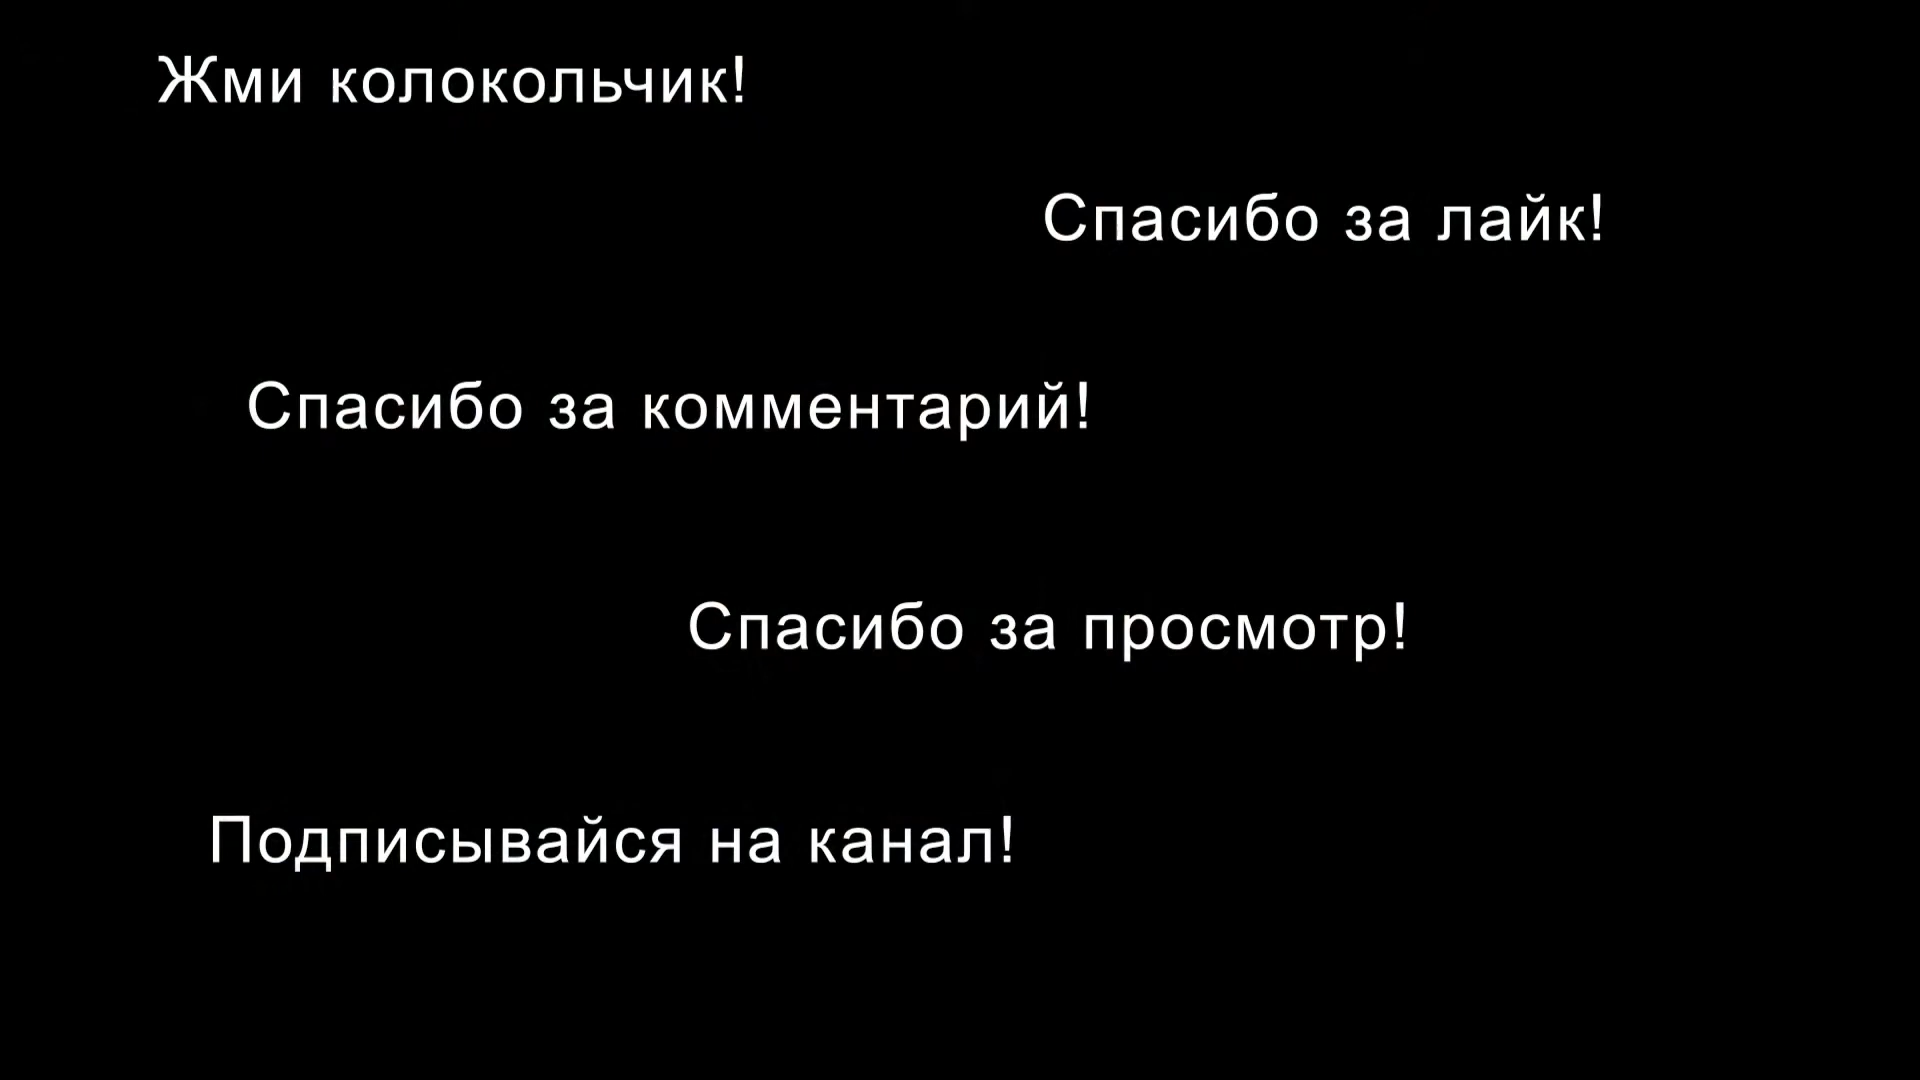 Жми колокольчик!
Спасибо за лайк!
Спасибо за комментарий!
Спасибо за просмотр!
Подписывайся на канал!